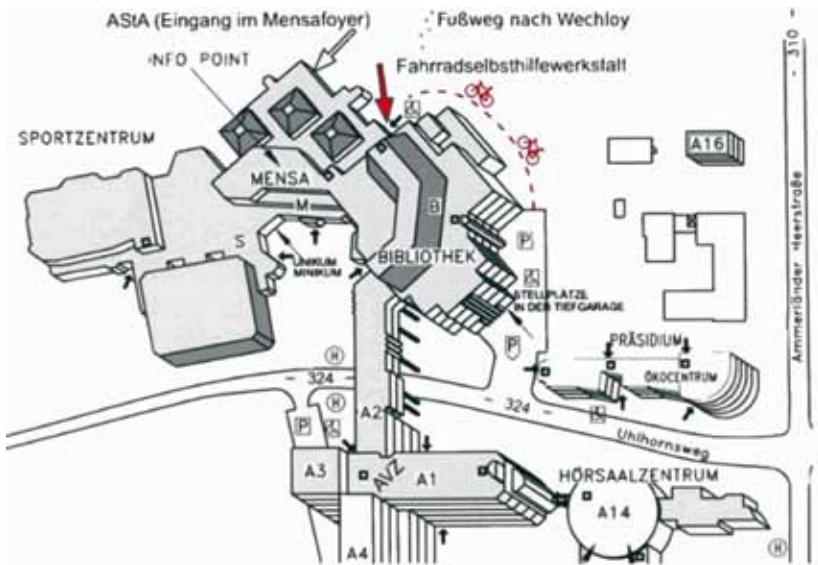 AStA (Eingang im Mensafoyer)
Fußweg nach Wechloy
INFO POINT
Fahrradselbsthilfewerkstatt
SPORTZENTRUM
MENSA
M
S
B
BIBLIOTHEK
UNIKUM
MINIKUM
P
STELLPLÄTZE
IN DER TIEFGARAGE
P
A16
310
Ammerländer Heerstraße
PRÄSIDIUM
ÖKOCENTRUM
H
324
H
324
Uhlhornsweg
P
A2
A3
AVZ
A1
A4
HÖRSAALZENTRUM
A14
H